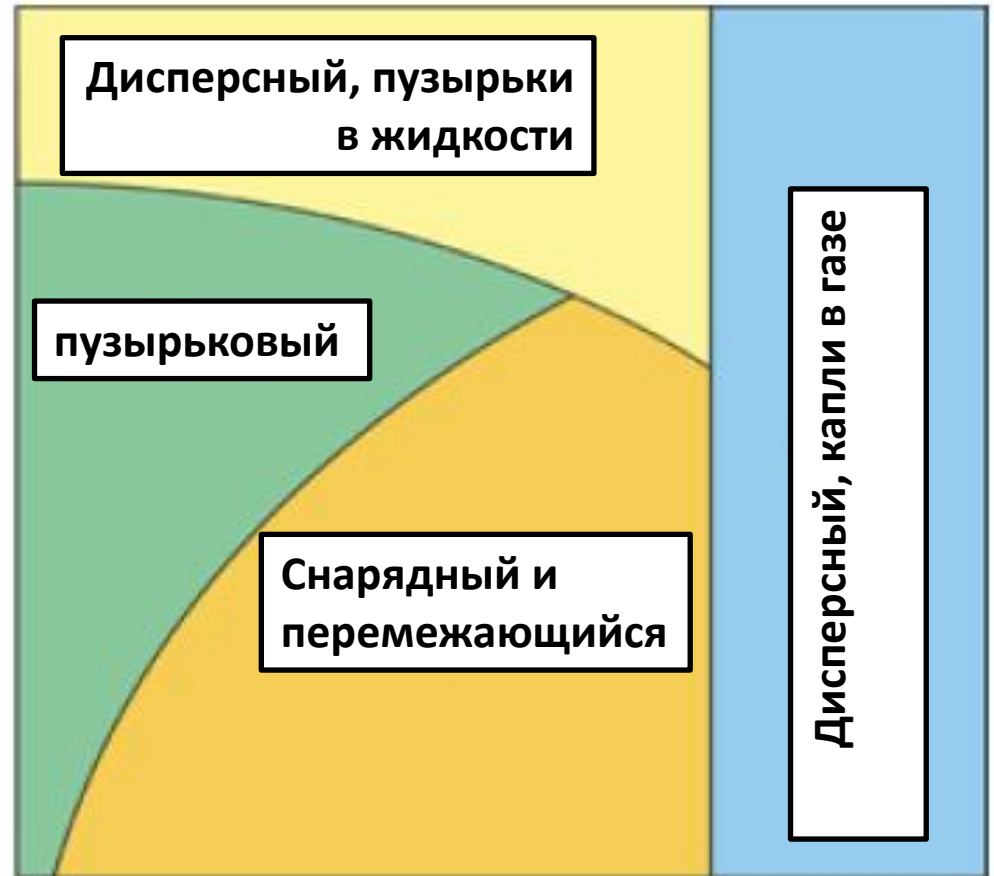 Дисперсный, пузырьки
в жидкости
пузырьковый
Снарядный и
перемежающийся
Дисперсный, капли в газе